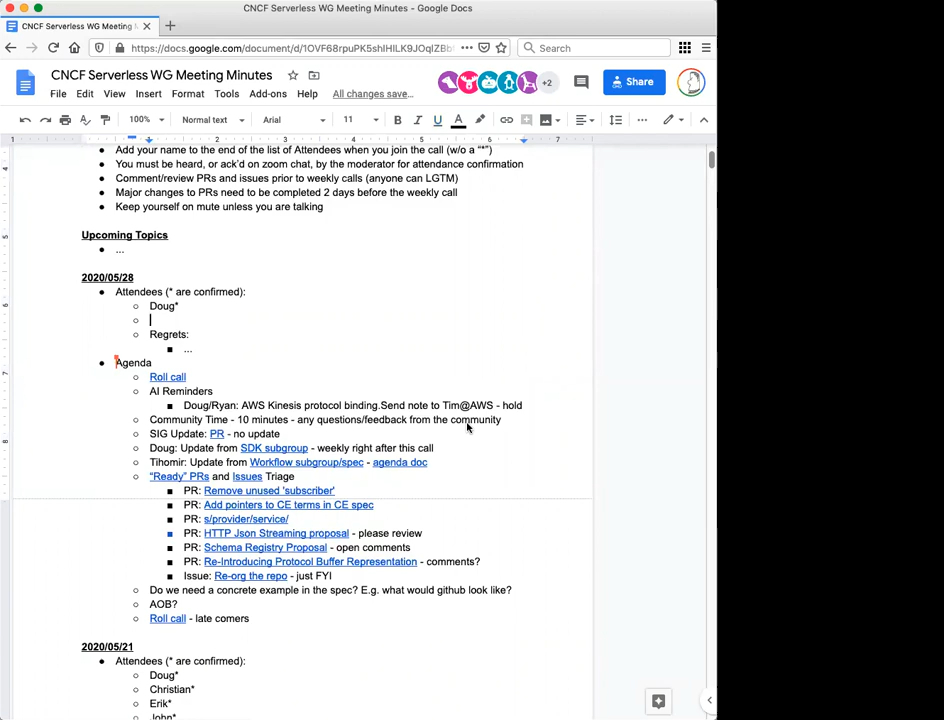 CNCF Serverless WG Meeting Minutes - Google Docs
CNCF Serverless WG Meeting M
https://docs.google.com/document/d/1OVF68rpuPK5shIHILK9JOqlZBb
Search
CNCF Serverless WG Meeting Minutes
+2
Share
File Edit View Insert Format Tools Add-ons Help All changes save…
100% Normal text Arial 11 B I U A
1 1 2 3 4 5 6 7
Add your name to the end of the list of Attendees when you join the call (w/o a "*")
You must be heard, or ack'd on zoom chat, by the moderator for attendance confirmation
Comment/review PRs and issues prior to weekly calls (anyone can LGTM)
Major changes to PRs need to be completed 2 days before the weekly call
Keep yourself on mute unless you are talking
Upcoming Topics
...
2020/05/28
Attendees (* are confirmed):
Doug*
Regrets:
...
Agenda
Roll call
AI Reminders
Doug/Ryan: AWS Kinesis protocol binding.Send note to Tim@AWS - hold
Community Time - 10 minutes - any questions/feedback from the community
SIG Update: PR - no update
Doug: Update from SDK subgroup - weekly right after this call
Tihomir: Update from Workflow subgroup/spec - agenda doc
"Ready" PRs and Issues Triage
PR: Remove unused 'subscriber'
PR: Add pointers to CE terms in CE spec
PR: s/provider/service/
PR: HTTP Json Streaming proposal - please review
PR: Schema Registry Proposal - open comments
PR: Re-Introducing Protocol Buffer Representation - comments?
Issue: Re-org the repo - just FYI
Do we need a concrete example in the spec? E.g. what would github look like?
AOB?
Roll call - late comers
2020/05/21
Attendees (* are confirmed):
Doug*
Christian*
Erik*
John*